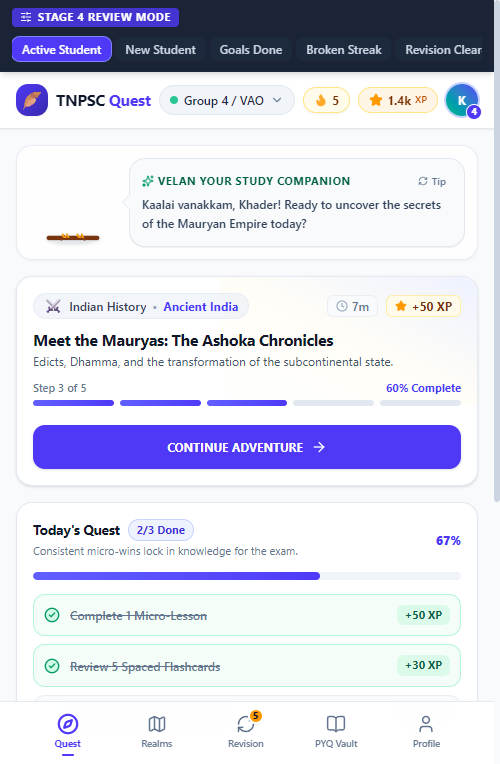 STAGE 4 REVIEW MODE
Active Student New Student Goals Done Broken Streak Revision Clear
TNPSC Quest Group 4 / VAO 5 1.4k XP K 4
VELAN YOUR STUDY COMPANION Tip
Kaalai vanakkam, Khader! Ready to uncover the secrets
of the Mauryan Empire today?
Indian History • Ancient India 7m +50 XP
Meet the Mauryas: The Ashoka Chronicles
Edicts, Dhamma, and the transformation of the subcontinental state.
Step 3 of 5 60% Complete
CONTINUE ADVENTURE →
Today's Quest 2/3 Done 67%
Consistent micro-wins lock in knowledge for the exam.
Complete 1 Micro-Lesson +50 XP
Review 5 Spaced Flashcards +30 XP
5
Quest Realms Revision PYQ Vault Profile